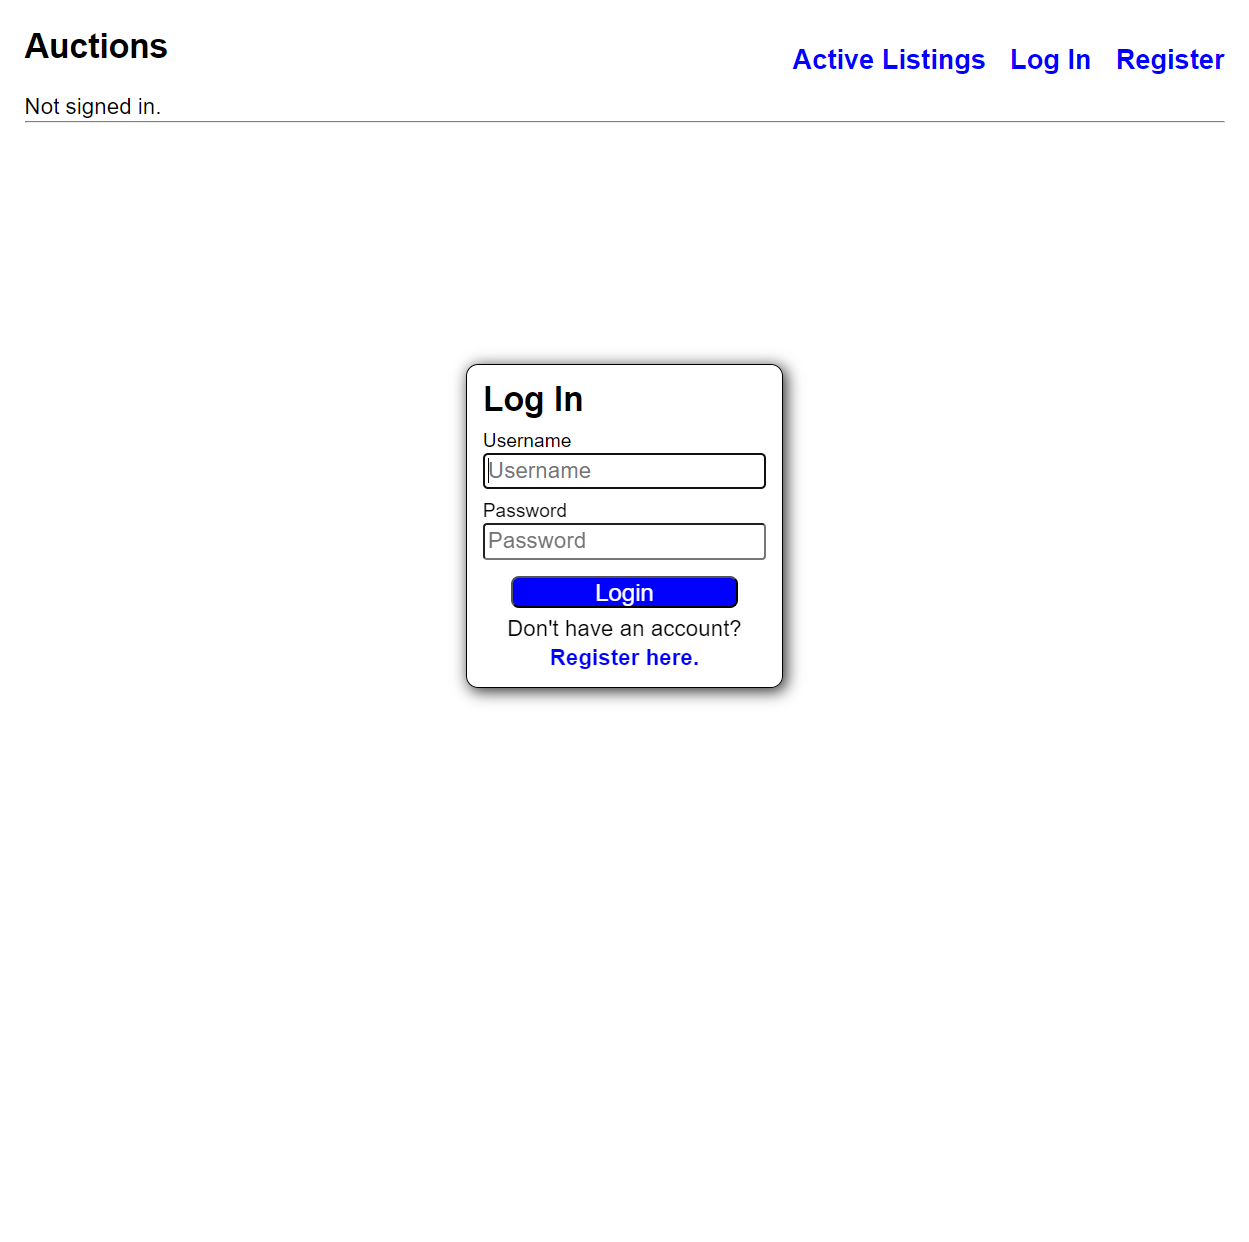 Auctions
Active Listings Log In Register
Not signed in.
Log In
Username
Username
Password
Password
Login
Don't have an account?
Register here.